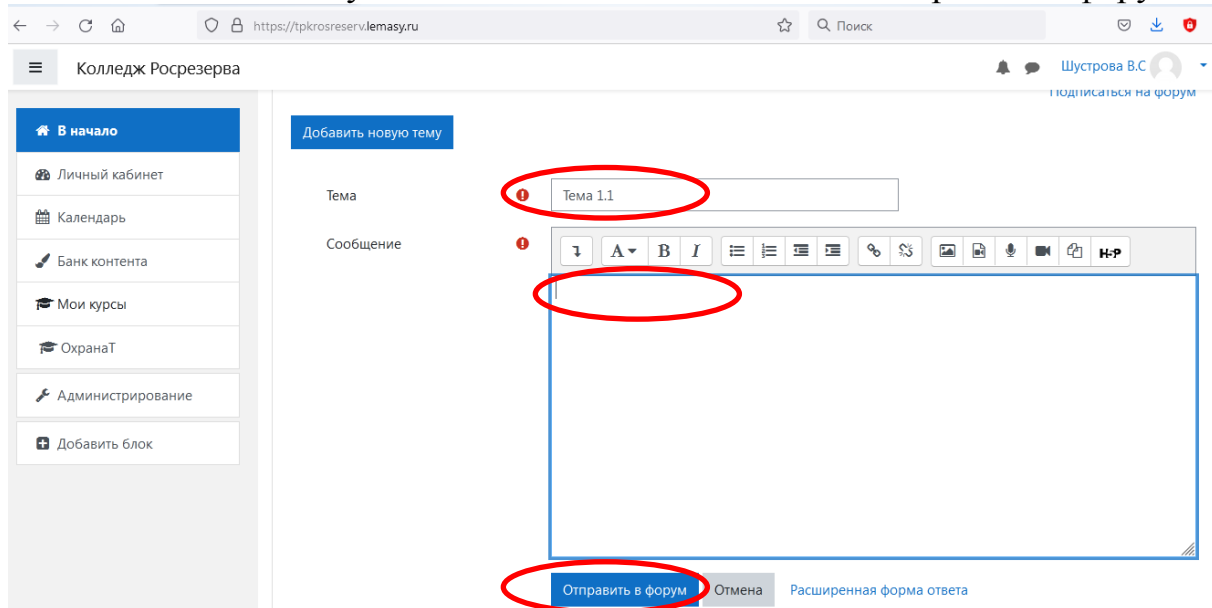 https://tpkrosreserv.lemasy.ru
Поиск
Колледж Росрезерва
Шустрова В.С
Подписаться на форум
В начало
Личный кабинет
Календарь
Банк контента
Мои курсы
ОхранаТ
Администрирование
Добавить блок
Добавить новую тему
Тема
Тема 1.1
Сообщение
A B I H-P
Отправить в форум
Отмена
Расширенная форма ответа